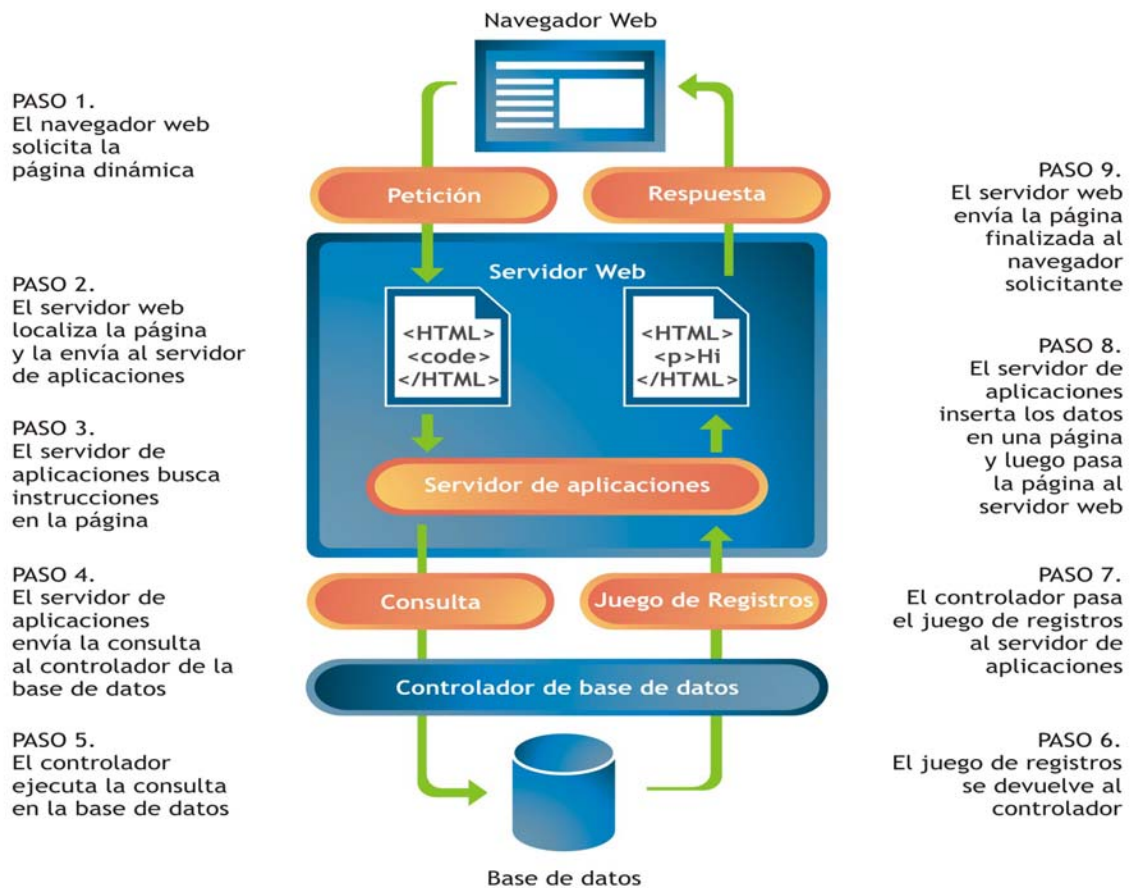 Navegador Web
PASO 1.
El navegador web
solicita la
página dinámica
Petición
Respuesta
PASO 2.
El servidor web
localiza la página
y la envía al servidor
de aplicaciones
Servidor Web
<HTML>
<code>
</HTML>
<HTML>
<p>Hi
</HTML>
PASO 3.
El servidor de
aplicaciones busca
instrucciones
en la página
Servidor de aplicaciones
PASO 4.
El servidor de
aplicaciones
envía la consulta
al controlador de la
base de datos
Consulta
Juego de Registros
Controlador de base de datos
PASO 5.
El controlador
ejecuta la consulta
en la base de datos
Base de datos
PASO 6.
El juego de registros
se devuelve al
controlador
PASO 7.
El controlador pasa
el juego de registros
al servidor de
aplicaciones
PASO 8.
El servidor de
aplicaciones
inserta los datos
en una página
y luego pasa
la página al
servidor web
PASO 9.
El servidor web
envía la página
finalizada al
navegador
solicitante